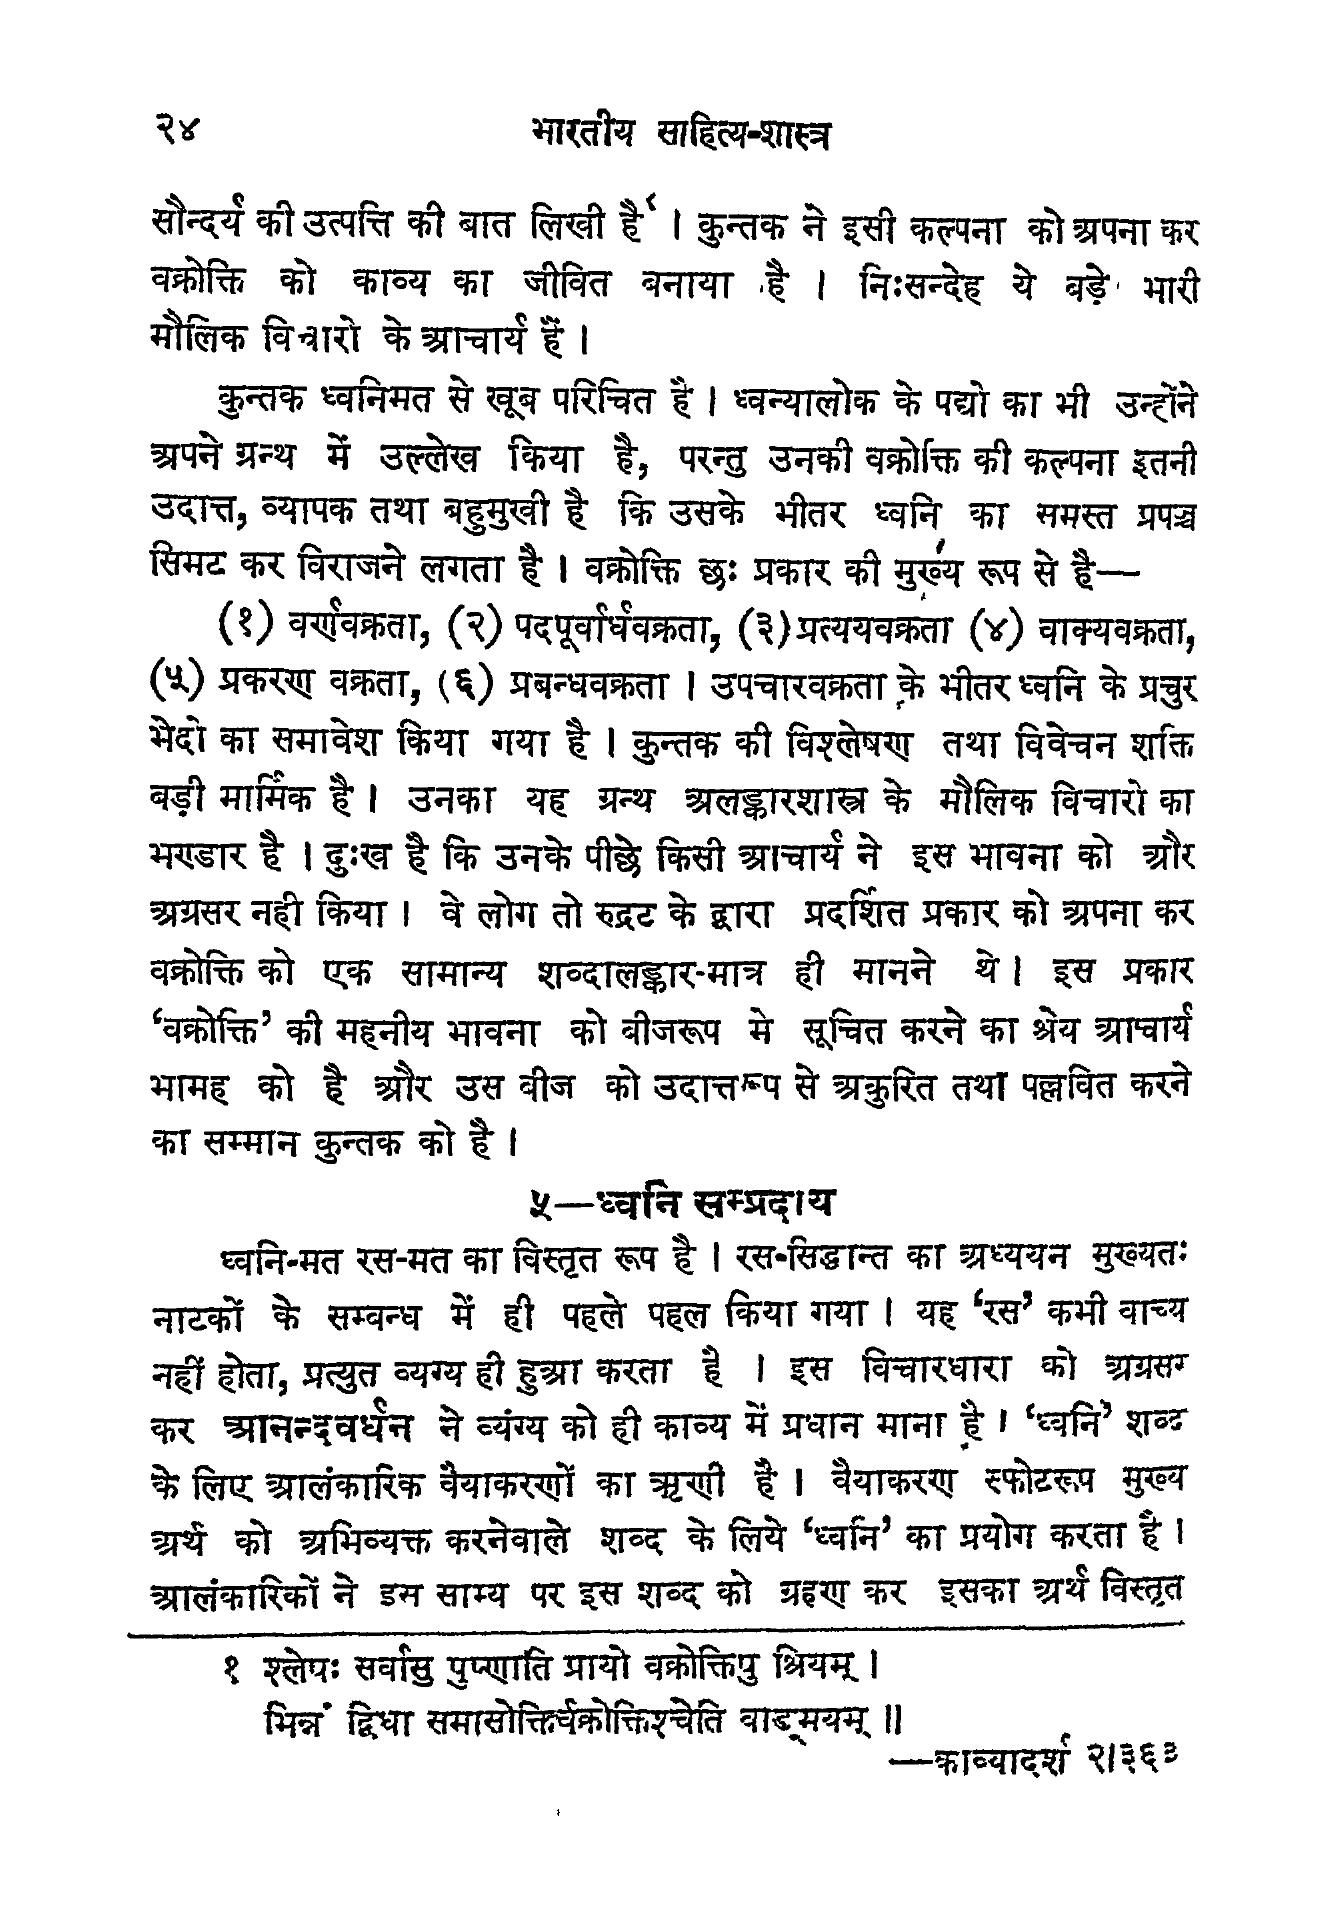 २४ भारतीय साहित्य-शास्त्र
सौन्दर्य की उत्पत्ति की बात लिखी है । कुन्तक ने इसी कल्पना को अपना कर
वक्रोक्ति को काव्य का जीवित बनाया है । निःसन्देह ये बड़े भारी
मौलिक विचारो के आचार्य हैं ।
कुन्तक ध्वनिमत से खूब परिचित है । ध्वन्यालोक के पद्यो का भी उन्होंने
अपने ग्रन्थ में उल्लेख किया है, परन्तु उनकी वक्रोक्ति की कल्पना इतनी
उदात्त, व्यापक तथा बहुमुखी है कि उसके भीतर ध्वनि का समस्त प्रपञ्च
सिमट कर विराजने लगता है । वक्रोक्ति छः प्रकार की मुख्य रूप से है—
(१) वर्णवक्रता, (२) पदपूर्वार्धवक्रता, (३) प्रत्ययवक्रता (४) वाक्यवक्रता,
(५) प्रकरण वक्रता, (६) प्रबन्धवक्रता । उपचारवक्रता के भीतर ध्वनि के प्रचुर
भेदो का समावेश किया गया है । कुन्तक की विश्लेषण तथा विवेचन शक्ति
बड़ी मार्मिक है । उनका यह ग्रन्थ अलङ्कारशास्त्र के मौलिक विचारो का
भण्डार है । दुःख है कि उनके पीछे किसी आचार्य ने इस भावना को और
अग्रसर नही किया । वे लोग तो रुद्रट के द्वारा प्रदर्शित प्रकार को अपना कर
वक्रोक्ति को एक सामान्य शब्दालङ्कार-मात्र ही मानने थे । इस प्रकार
‘वक्रोक्ति’ की महनीय भावना को बीजरूप मे सूचित करने का श्रेय आचार्य
भामह को है और उस बीज को उदात्तरूप से अकुरित तथा पल्लवित करने
का सम्मान कुन्तक को है ।
५—ध्वनि सम्प्रदाय
ध्वनि-मत रस-मत का विस्तृत रूप है । रस-सिद्धान्त का अध्ययन मुख्यतः
नाटकों के सम्वन्ध में ही पहले पहल किया गया । यह ‘रस’ कभी वाच्य
नहीं होता, प्रत्युत व्यग्य ही हुआ करता है । इस विचारधारा को अग्रसर
कर आनन्दवर्धन ने व्यंग्य को ही काव्य में प्रधान माना है । ‘ध्वनि’ शब्द
के लिए आलंकारिक वैयाकरणों का ऋणी है । वैयाकरण स्फोटरूप मुख्य
अर्थ को अभिव्यक्त करनेवाले शब्द के लिये ‘ध्वनि’ का प्रयोग करता है ।
आलंकारिकों ने इम साम्य पर इस शब्द को ग्रहण कर इसका अर्थ विस्तृत
१ श्लेपः सर्वासु पुप्णाति प्रायो वक्रोक्तिपु श्रियम् ।
भिन्नं द्विधा समासोक्तिर्वक्रोक्तिश्चेति वाङ्मयम् ॥
—काव्यादर्श २।३६३